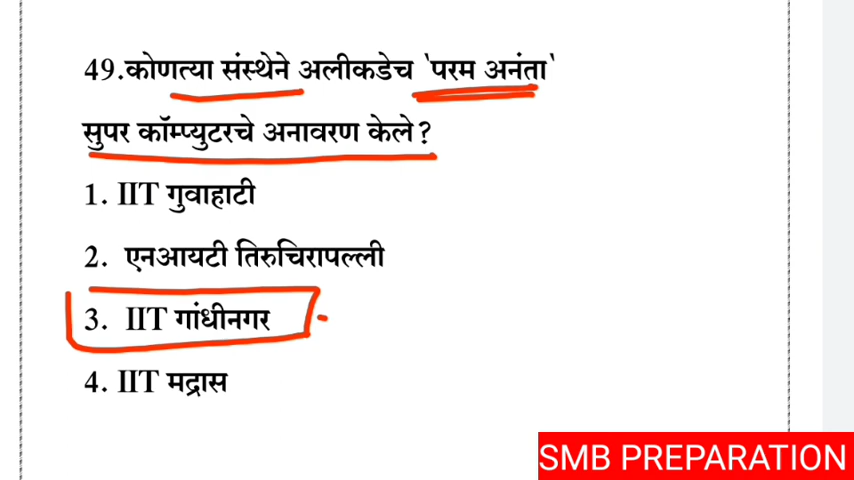 49.कोणत्या संस्थेने अलीकडेच 'परम अनंता'
सुपर कॉम्प्युटरचे अनावरण केले?
1. IIT गुवाहाटी
2. एनआयटी तिरुचिरापल्ली
3. IIT गांधीनगर
4. IIT मद्रास
SMB PREPARATION